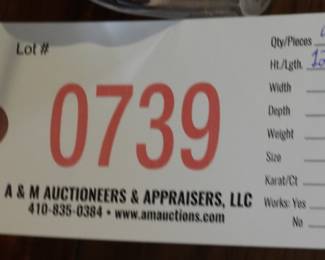 Lot #
0739
A & M AUCTIONEERS & APPRAISERS, LLC
410-835-0384 • www.amauctions.com
Qty/Pieces
Ht./Lgth.
Width
Depth
Weight
Size
Karat/Ct
Works: Yes
No